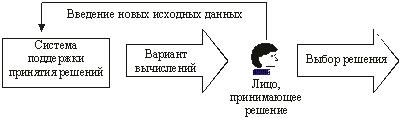 Введение новых исходных данных
Система
поддержки
принятия решений
Вариант
вычислений
Лицо,
принимающее
решение
Выбор решения